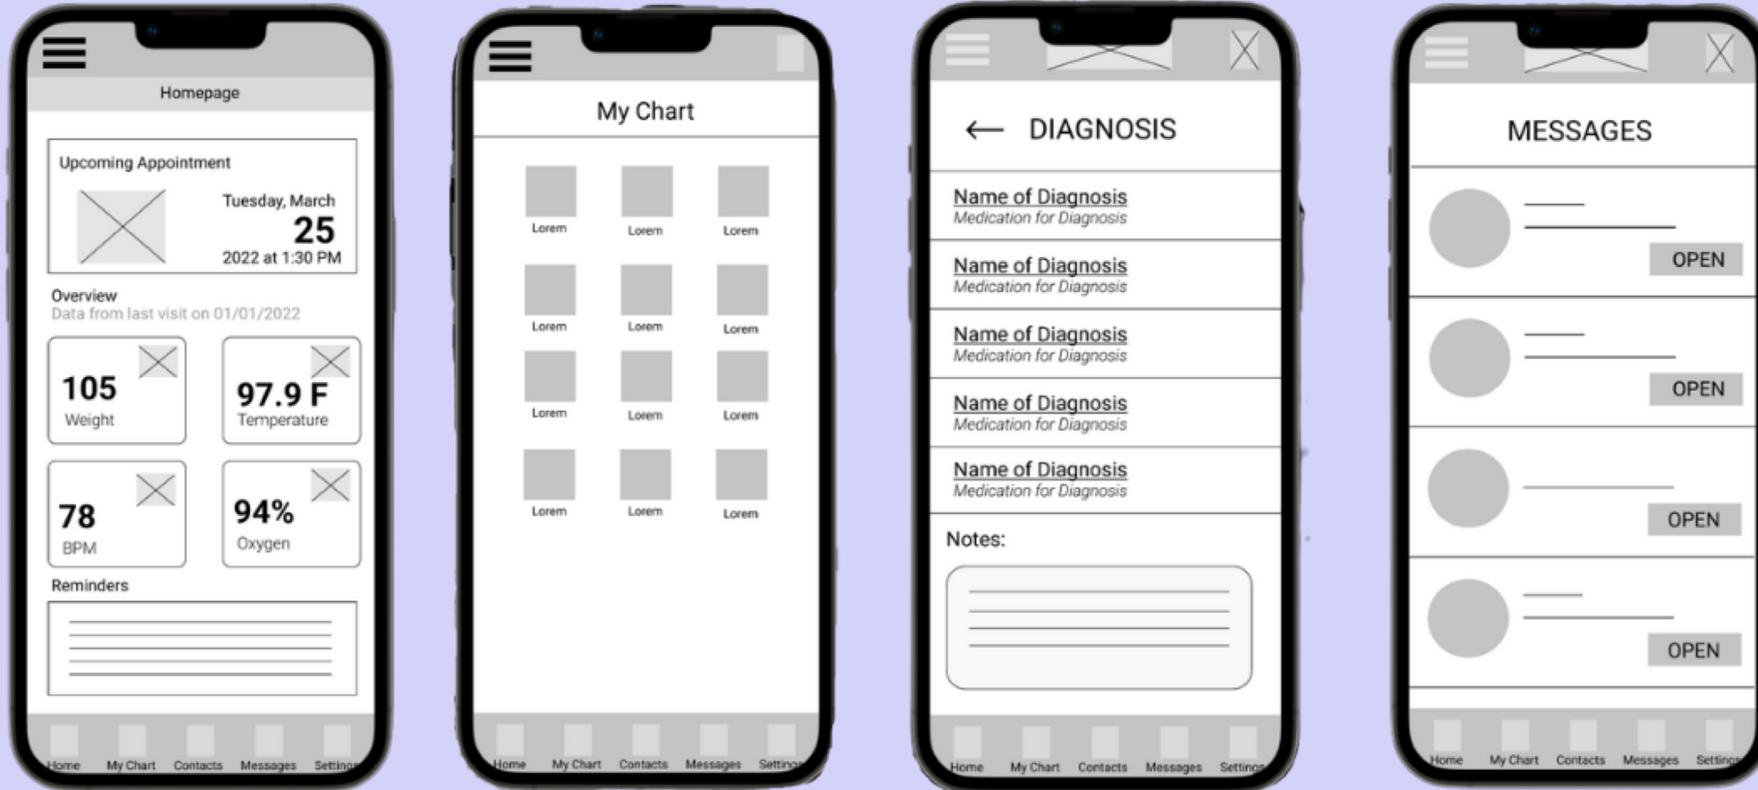 Homepage
Upcoming Appointment
Tuesday, March
25
2022 at 1:30 PM
Overview
Data from last visit on 01/01/2022
105
Weight
97.9 F
Temperature
78
BPM
94%
Oxygen
Reminders
Home My Chart Contacts Messages Settings
My Chart
Lorem Lorem Lorem
Lorem Lorem Lorem
Lorem Lorem Lorem
Lorem Lorem Lorem
Home My Chart Contacts Messages Settings
DIAGNOSIS
Name of Diagnosis
Medication for Diagnosis
Name of Diagnosis
Medication for Diagnosis
Name of Diagnosis
Medication for Diagnosis
Name of Diagnosis
Medication for Diagnosis
Name of Diagnosis
Medication for Diagnosis
Notes:
Home My Chart Contacts Messages Settings
MESSAGES
OPEN
OPEN
OPEN
OPEN
Home My Chart Contacts Messages Settings